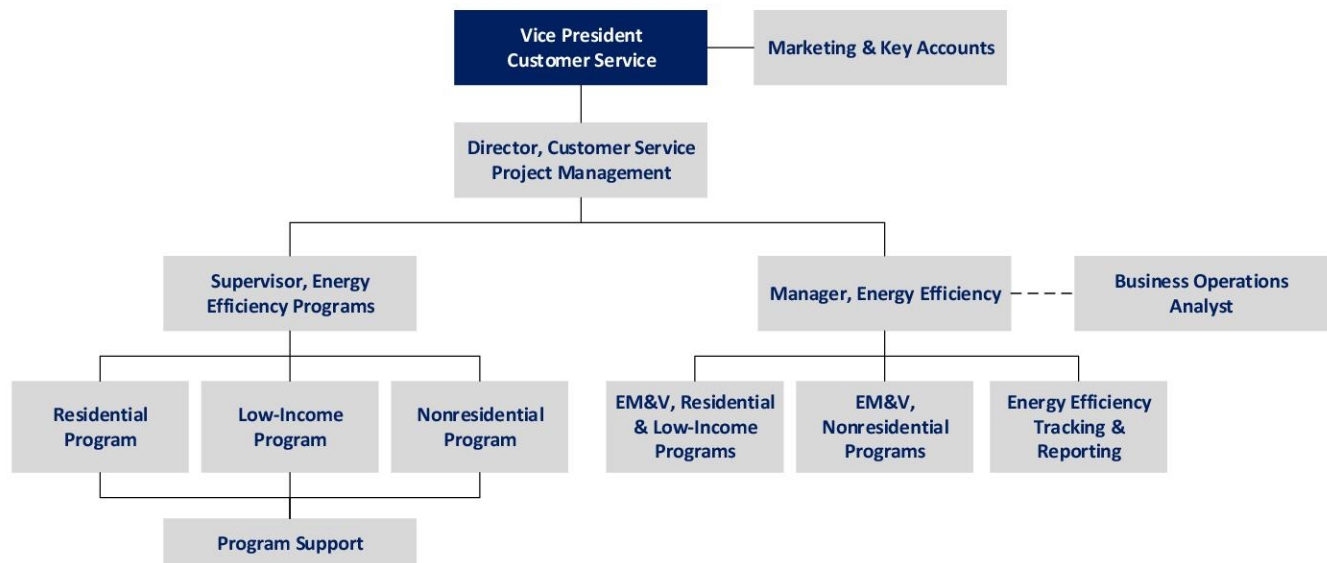 Vice President
Customer Service
Marketing & Key Accounts
Director, Customer Service
Project Management
Supervisor, Energy
Efficiency Programs
Manager, Energy Efficiency
Business Operations
Analyst
Residential
Program
Low-Income
Program
Nonresidential
Program
EM&V, Residential
& Low-Income
Programs
EM&V,
Nonresidential
Programs
Energy Efficiency
Tracking &
Reporting
Program Support